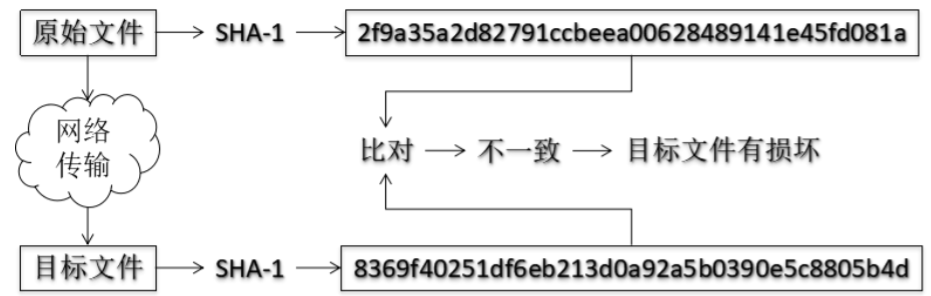 原始文件 SHA-1 2f9a35a2d82791ccbeea00628489141e45fd081a
网络
传输
比对 不一致 目标文件有损坏
目标文件 SHA-1 8369f40251df6eb213d0a92a5b0390e5c8805b4d